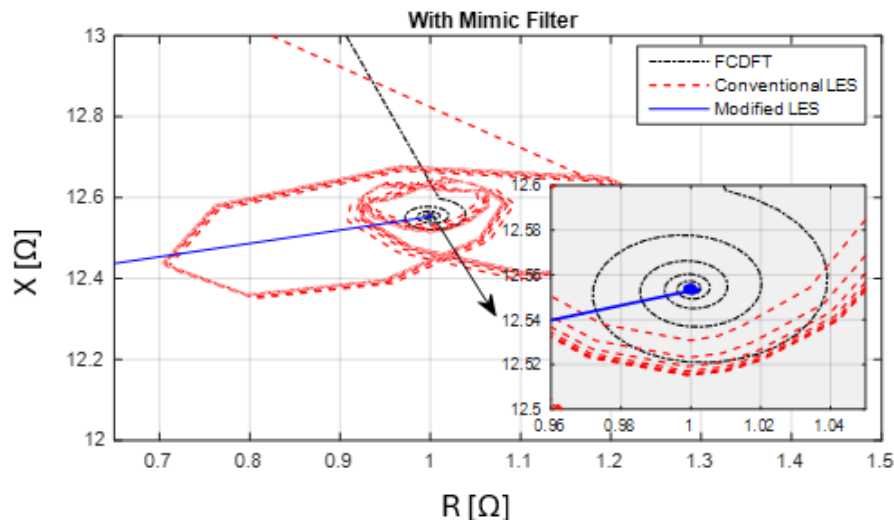 With Mimic Filter
FCDFT
Conventional LES
Modified LES
X [Ω]
13
12.8
12.6
12.4
12.2
12
0.7 0.8 0.9 1 1.1 1.2 1.3 1.4 1.5
R [Ω]
12.6
12.58
12.56
12.54
12.52
12.5
0.96 0.98 1 1.02 1.04